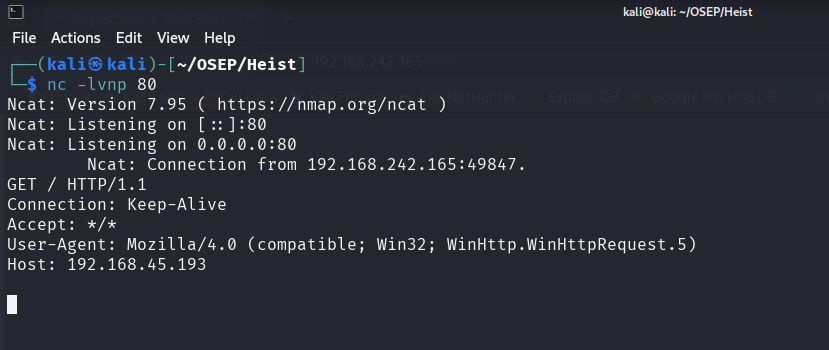 kali@kali: ~/OSEP/Heist
File Actions Edit View Help
┌──(kali㉿kali)-[~/OSEP/Heist]
└─$ nc -lvnp 80
Ncat: Version 7.95 ( https://nmap.org/ncat )
Ncat: Listening on [::]:80
Ncat: Listening on 0.0.0.0:80
Ncat: Connection from 192.168.242.165:49847.
GET / HTTP/1.1
Connection: Keep-Alive
Accept: */*
User-Agent: Mozilla/4.0 (compatible; Win32; WinHttp.WinHttpRequest.5)
Host: 192.168.45.193